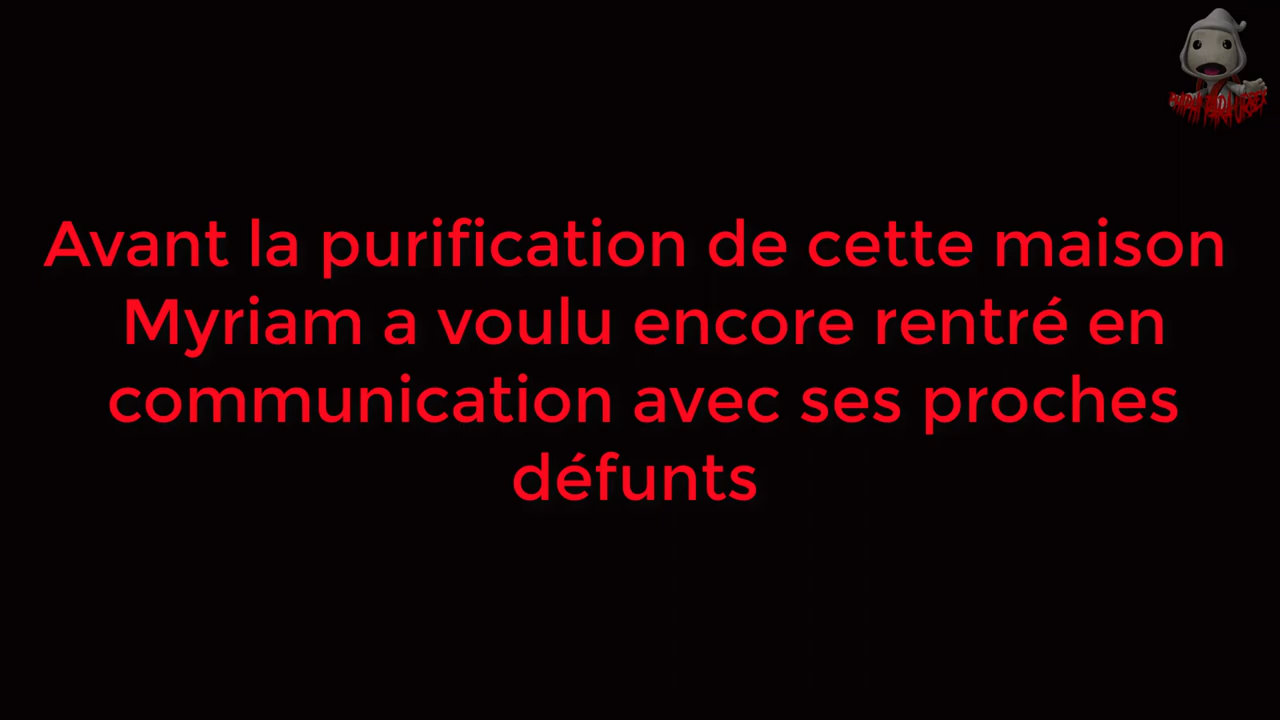 Avant la purification de cette maison
Myriam a voulu encore rentré en
communication avec ses proches
défunts